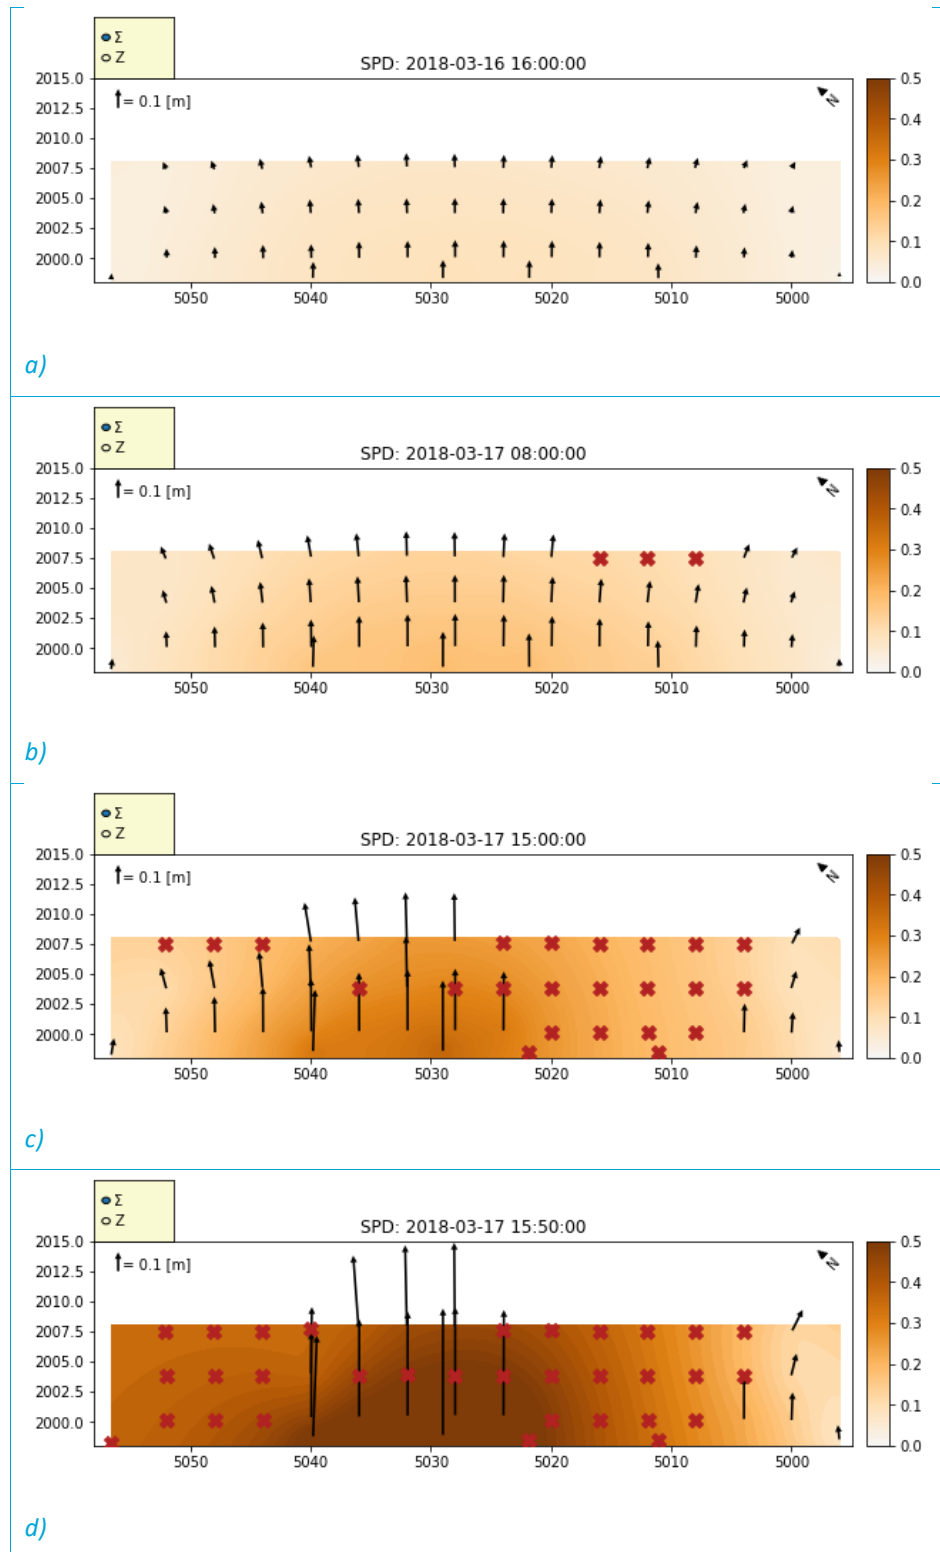 Σ
Z
SPD: 2018-03-16 16:00:00
2015.0
2012.5
2010.0
2007.5
2005.0
2002.5
2000.0
= 0.1 [m]
N
0.5
0.4
0.3
0.2
0.1
0.0
5050 5040 5030 5020 5010 5000
a)
Σ
Z
SPD: 2018-03-17 08:00:00
2015.0
2012.5
2010.0
2007.5
2005.0
2002.5
2000.0
= 0.1 [m]
N
0.5
0.4
0.3
0.2
0.1
0.0
5050 5040 5030 5020 5010 5000
b)
Σ
Z
SPD: 2018-03-17 15:00:00
2015.0
2012.5
2010.0
2007.5
2005.0
2002.5
2000.0
= 0.1 [m]
N
0.5
0.4
0.3
0.2
0.1
0.0
5050 5040 5030 5020 5010 5000
c)
Σ
Z
SPD: 2018-03-17 15:50:00
2015.0
2012.5
2010.0
2007.5
2005.0
2002.5
2000.0
= 0.1 [m]
N
0.5
0.4
0.3
0.2
0.1
0.0
5050 5040 5030 5020 5010 5000
d)